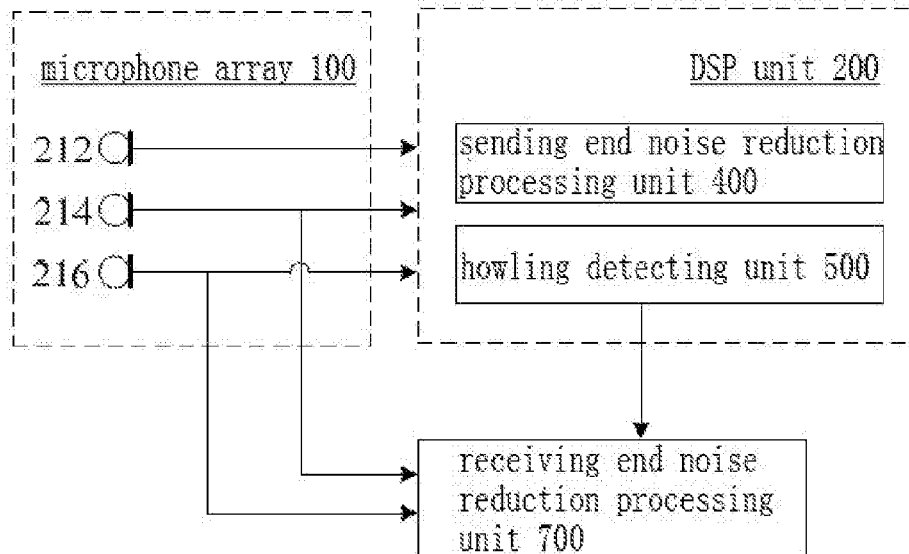 microphone array 100
212
214
216
DSP unit 200
sending end noise reduction
processing unit 400
howling detecting unit 500
receiving end noise
reduction processing
unit 700